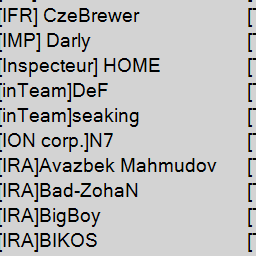 [IFR] CzeBrewer [T
[IMP] Darly [T
[Inspecteur] HOME [T
[inTeam]DeF [T
[inTeam]seaking [T
[ION corp.]N7 [T
[IRA]Avazbek Mahmudov [T
[IRA]Bad-ZohaN [T
[IRA]BigBoy [T
[IRA]BIKOS [T